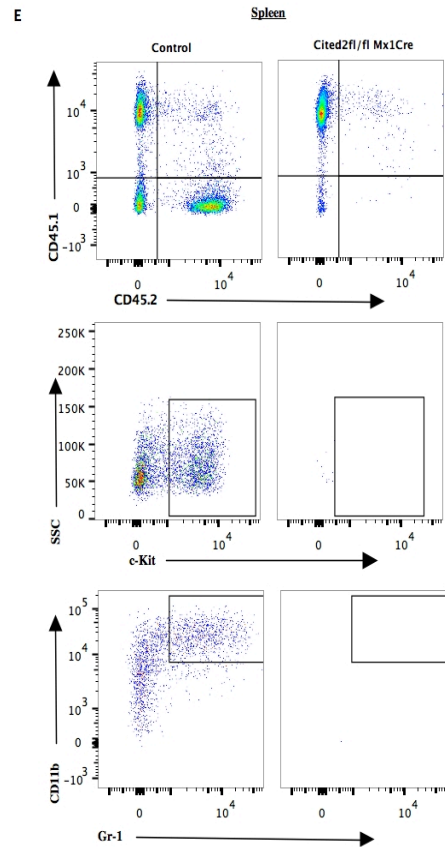 E
Spleen
Control
Cited2fl/fl Mx1Cre
CD45.1
10^4
10^3
0
-10^3
0
10^4
0
10^4
CD45.2
SSC
250K
200K
150K
100K
50K
0
0
10^4
0
10^4
c-Kit
CD11b
10^5
10^4
10^3
0
-10^3
0
10^4
0
10^4
Gr-1